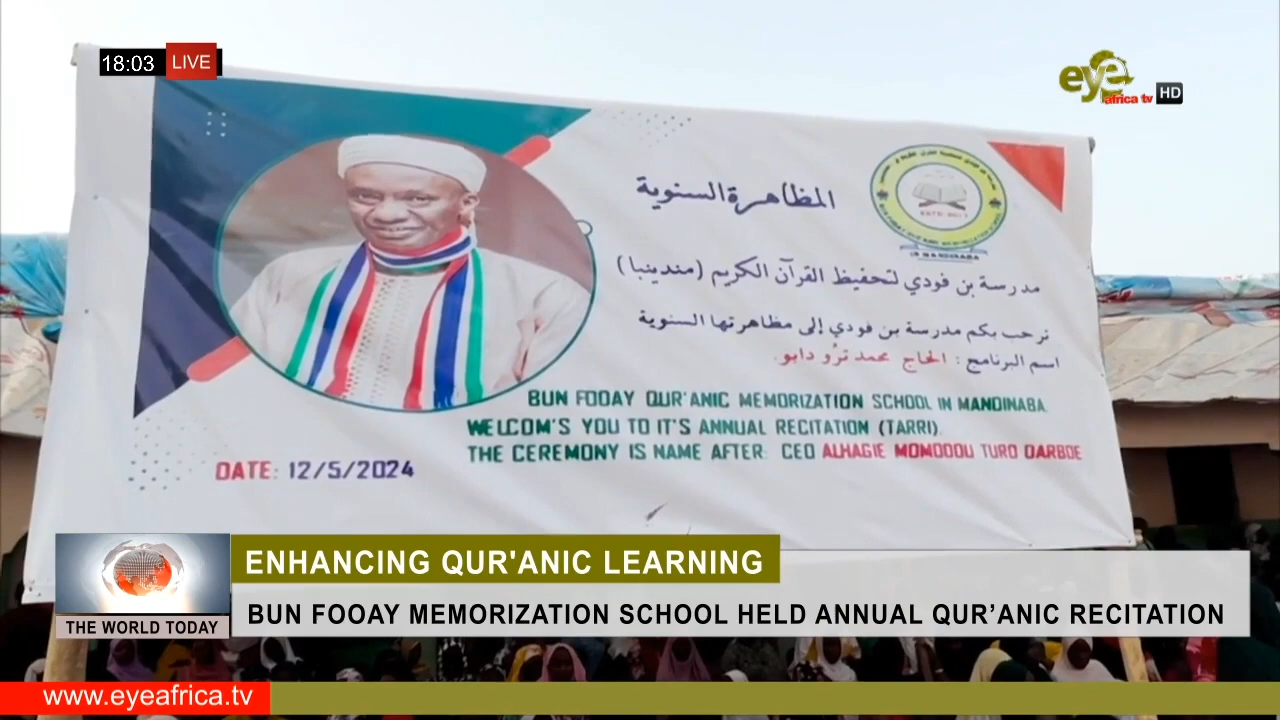 18:03 LIVE
eye africa tv HD
المظاهرة السنوية
مدرسة بن فودي لتحفيظ القرآن الكريم (مندينبا)
نرحب بكم مدرسة بن فودي إلى مظاهرتها السنوية
اسم البرنامج : الحاج محمد ترُو دابو.
BUN FODAY QUR'ANIC MEMORIZATION SCHOOL IN MANDINABA
WELCOM'S YOU TO IT'S ANNUAL RECITATION (TARRI).
THE CEREMONY IS NAME AFTER: CEO ALHAGIE MOMODOU TURO DARBOE
DATE: 12/5/2024
ENHANCING QUR'ANIC LEARNING
BUN FOOAY MEMORIZATION SCHOOL HELD ANNUAL QUR’ANIC RECITATION
THE WORLD TODAY
www.eyeafrica.tv